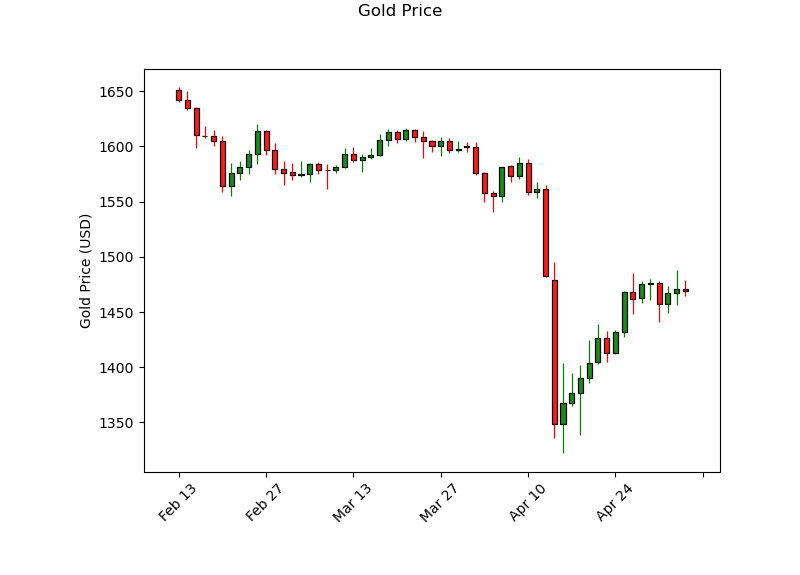 Gold Price
Gold Price (USD)
1650
1600
1550
1500
1450
1400
1350
Feb 13
Feb 27
Mar 13
Mar 27
Apr 10
Apr 24